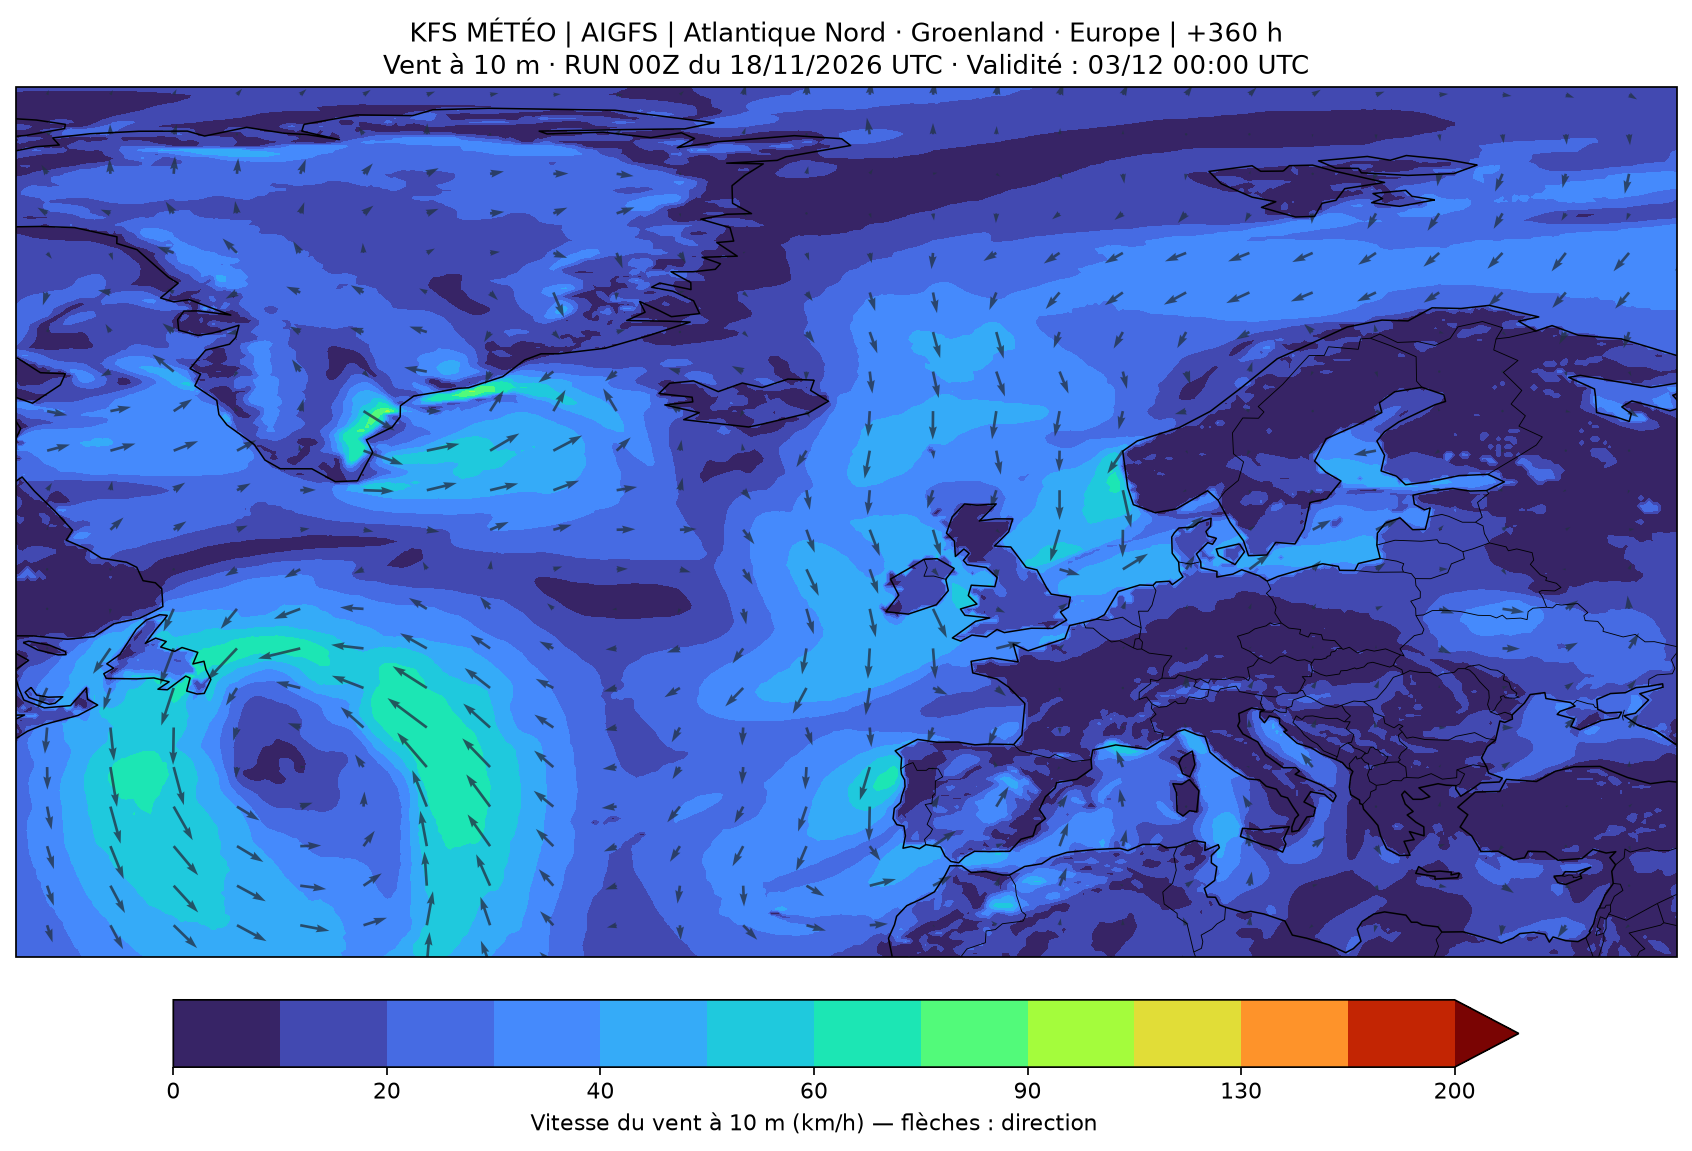 KFS MÉTÉO | AIGFS | Atlantique Nord · Groenland · Europe | +360 h
Vent à 10 m · RUN 00Z du 18/11/2026 UTC · Validité : 03/12 00:00 UTC
0 20 40 60 90 130 200
Vitesse du vent à 10 m (km/h) — flèches : direction